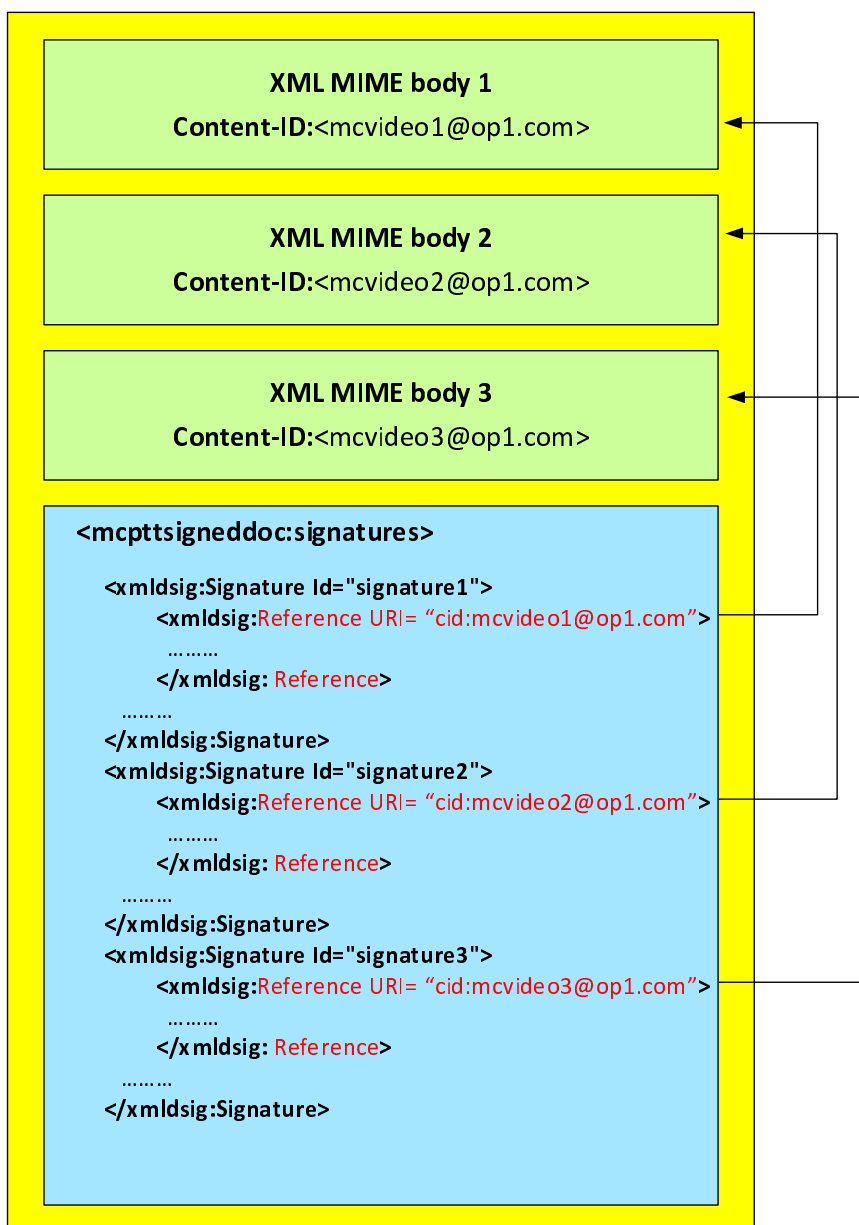 XML MIME body 1
Content-ID:<mcvideo1@op1.com>
XML MIME body 2
Content-ID:<mcvideo2@op1.com>
XML MIME body 3
Content-ID:<mcvideo3@op1.com>
<mcpttsigneddoc:signatures>
<xmldsig:Signature Id="signature1">
<xmldsig:Reference URI= “cid:mcvideo1@op1.com”>
………
</xmldsig: Reference>
………
</xmldsig:Signature>
<xmldsig:Signature Id="signature2">
<xmldsig:Reference URI= “cid:mcvideo2@op1.com”>
………
</xmldsig: Reference>
………
</xmldsig:Signature>
<xmldsig:Signature Id="signature3">
<xmldsig:Reference URI= “cid:mcvideo3@op1.com”>
………
</xmldsig: Reference>
………
</xmldsig:Signature>